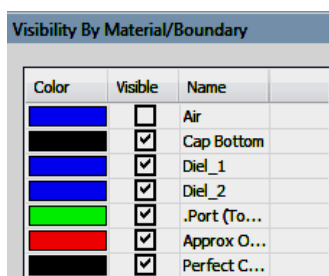 Visibility By Material/Boundary
Color Visible Name
Air
Cap Bottom
Diel_1
Diel_2
.Port (To...
Approx O...
Perfect C...